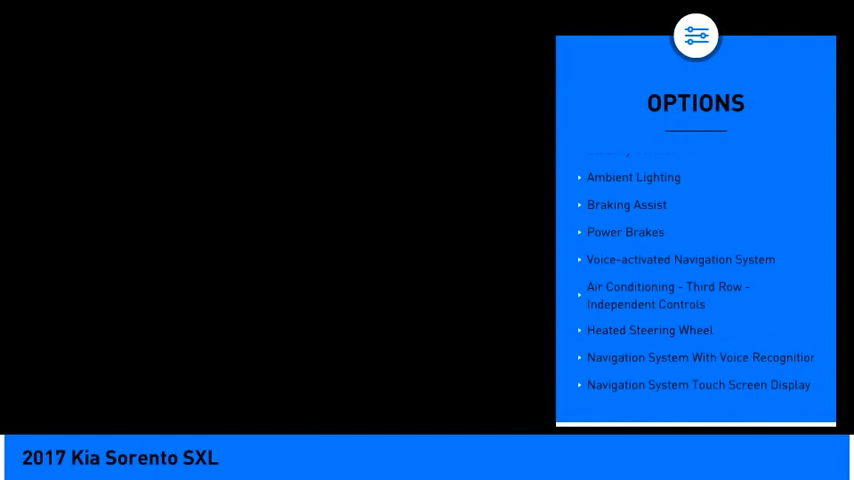 OPTIONS
Ambient Lighting
Braking Assist
Power Brakes
Voice-activated Navigation System
Air Conditioning - Third Row -
Independent Controls
Heated Steering Wheel
Navigation System With Voice Recognition
Navigation System Touch Screen Display
2017 Kia Sorento SXL